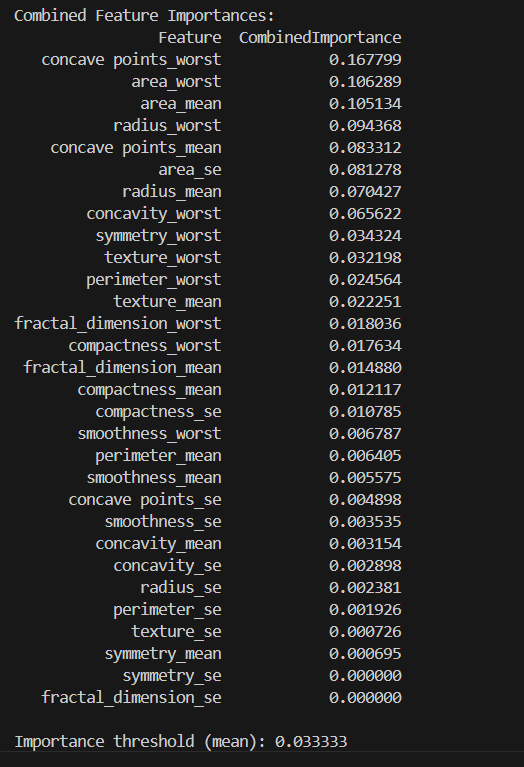 Combined Feature Importances:
Feature CombinedImportance
concave points_worst 0.167799
area_worst 0.106289
area_mean 0.105134
radius_worst 0.094368
concave points_mean 0.083312
area_se 0.081278
radius_mean 0.070427
concavity_worst 0.065622
symmetry_worst 0.034324
texture_worst 0.032198
perimeter_worst 0.024564
texture_mean 0.022251
fractal_dimension_worst 0.018036
compactness_worst 0.017634
fractal_dimension_mean 0.014880
compactness_mean 0.012117
compactness_se 0.010785
smoothness_worst 0.006787
perimeter_mean 0.006405
smoothness_mean 0.005575
concave points_se 0.004898
smoothness_se 0.003535
concavity_mean 0.003154
concavity_se 0.002898
radius_se 0.002381
perimeter_se 0.001926
texture_se 0.000726
symmetry_mean 0.000695
symmetry_se 0.000000
fractal_dimension_se 0.000000
Importance threshold (mean): 0.033333